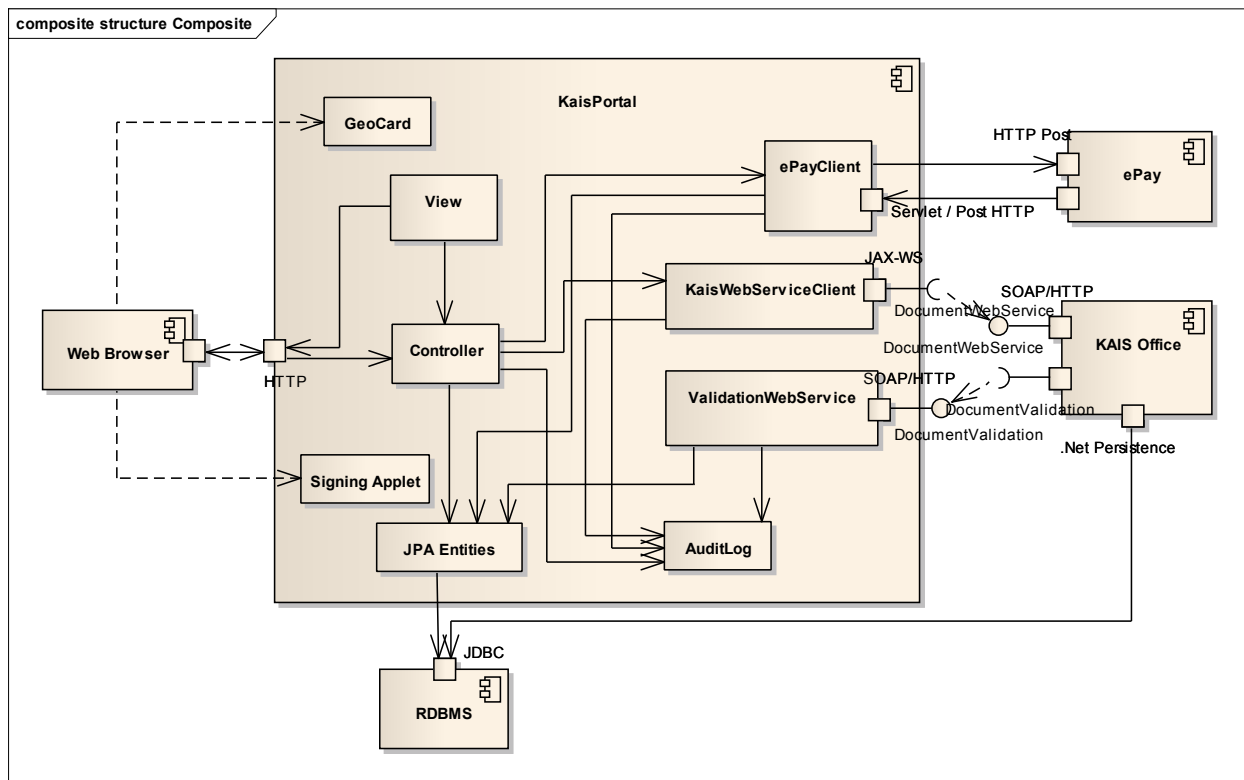 composite structure Composite
KaisPortal
GeoCard
HTTP Post
ePayClient
ePay
View
Servlet / Post HTTP
JAX-WS
KaisWebServiceClient
SOAP/HTTP
DocumentWebService
Controller
DocumentWebService
KAIS Office
Web Browser
HTTP
SOAP/HTTP
ValidationWebService
DocumentValidation
DocumentValidation
.Net Persistence
Signing Applet
JPA Entities
AuditLog
JDBC
RDBMS